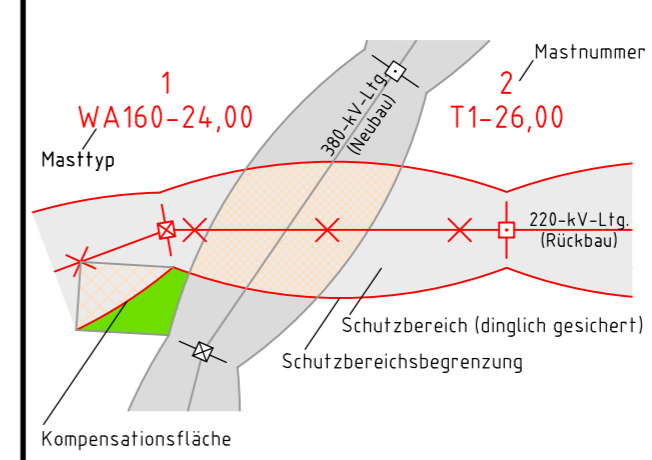 Mastnummer
1
WA160-24,00
2
T1-26,00
Masttyp
380-kV-Ltg.
(Neubau)
220-kV-Ltg.
(Rückbau)
Schutzbereich (dinglich gesichert)
Schutzbereichsbegrenzung
Kompensationsfläche